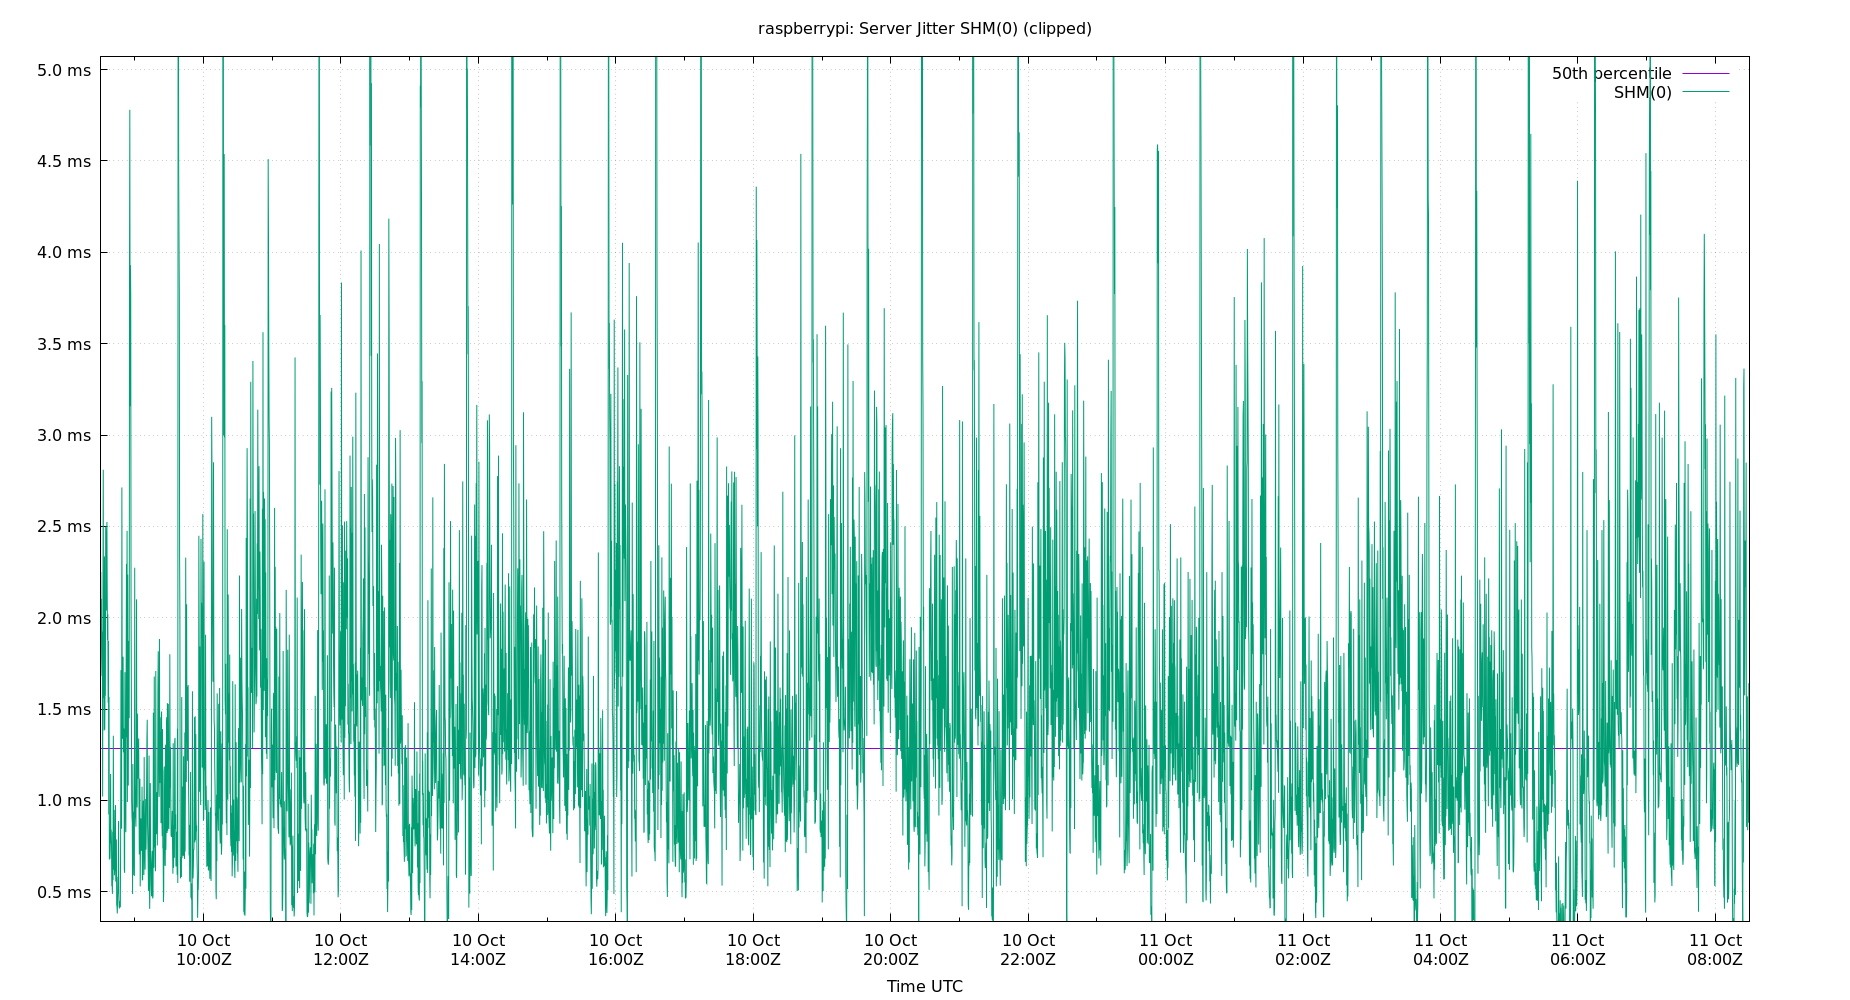 raspberrypi: Server Jitter SHM(0) (clipped)
5.0 ms
4.5 ms
4.0 ms
3.5 ms
3.0 ms
2.5 ms
2.0 ms
1.5 ms
1.0 ms
0.5 ms
50th percentile
SHM(0)
10 Oct 10 Oct 10 Oct 10 Oct 10 Oct 10 Oct 10 Oct 11 Oct 11 Oct 11 Oct 11 Oct 11 Oct
10:00Z 12:00Z 14:00Z 16:00Z 18:00Z 20:00Z 22:00Z 00:00Z 02:00Z 04:00Z 06:00Z 08:00Z
Time UTC